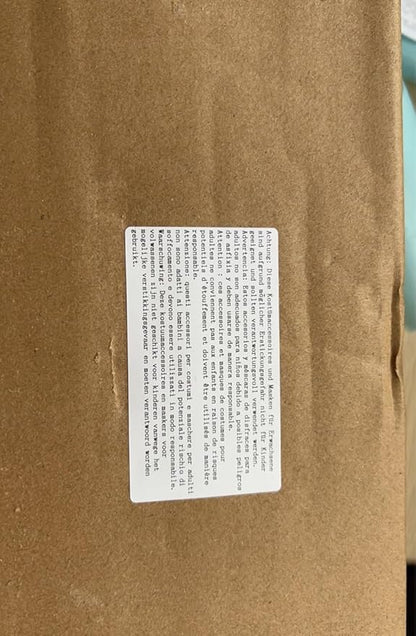 Achtung: Diese Kostümaccessoires und Masken für Erwachsene
sind aufgrund möglicher Erstickungsgefahr nicht für Kinder
geeignet und sollten verantwortungsvoll verwendet werden.
Advertencia: Estos accesorios y máscaras de disfraces para
adultos no son adecuados para niños debido a posibles peligros
de asfixia y deben usarse de manera responsable.
Attention : ces accessoires et masques de costumes pour
adultes ne conviennent pas aux enfants en raison de risques
potentiels d'étouffement et doivent être utilisés de manière
responsable.
Attenzione: questi accessori per costumi e maschere per adulti
non sono adatti ai bambini a causa del potenziale rischio di
soffocamento e devono essere utilizzati in modo responsabile.
Waarschuwing: Deze kostuumaccessoires en maskers voor
volwassenen zijn niet geschikt voor kinderen vanwege het
mogelijke verstikkingsgevaar en moeten verantwoord worden
gebruikt.